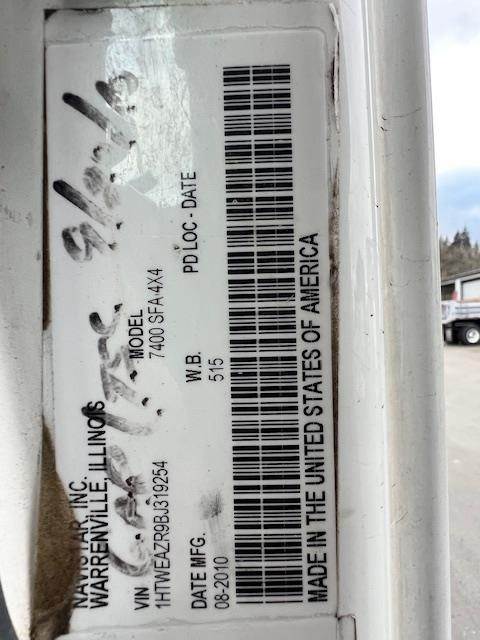 NAVISTAR, INC.
WARRENVILLE, ILLINOIS
VIN MODEL
1HTWEAZR9BJ319254 7400 SFA 4X4
DATE MFG. W.B. PD LOC - DATE
08-2010 515
MADE IN THE UNITED STATES OF AMERICA